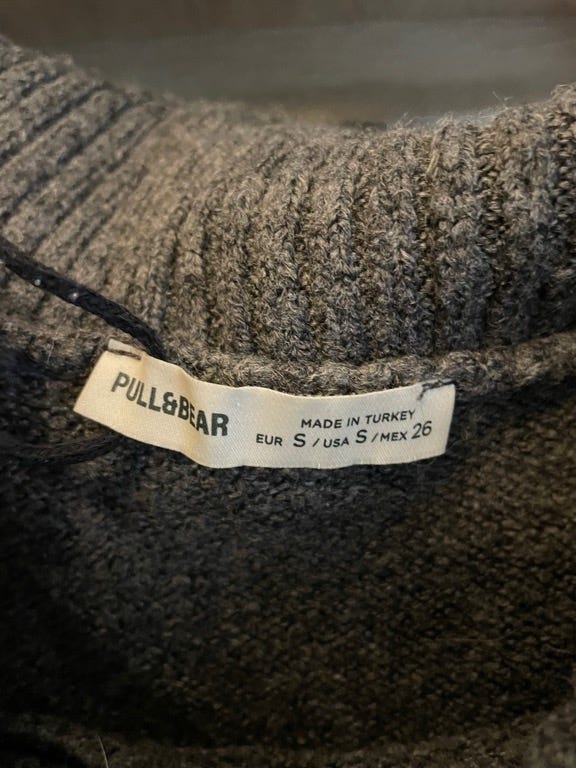 PULL&BEAR
MADE IN TURKEY
EUR S / USA S / MEX 26